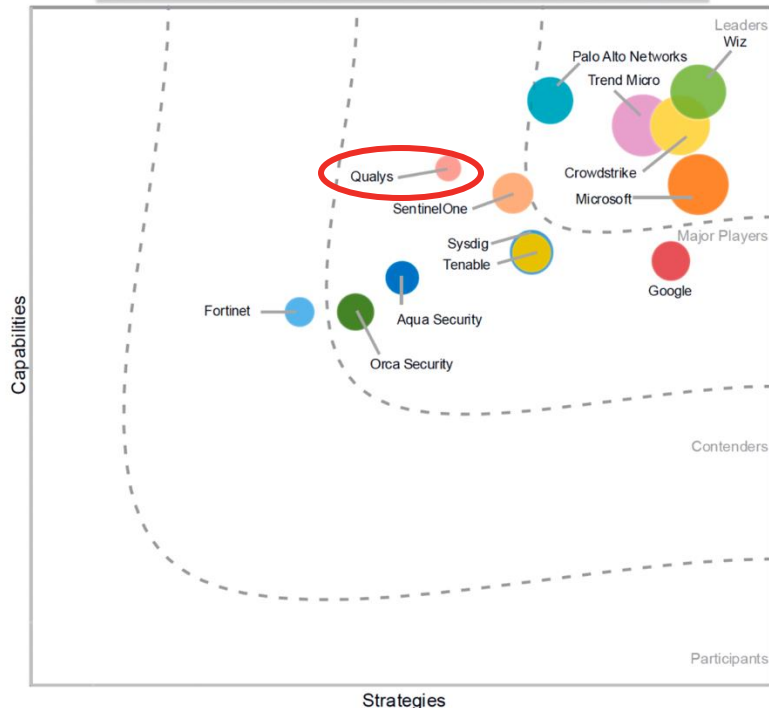 Leaders
Wiz
Palo Alto Networks
Trend Micro
Crowdstrike
Qualys
Microsoft
SentinelOne
Major Players
Sysdig
Tenable
Google
Fortinet
Aqua Security
Orca Security
Capabilities
Contenders
Participants
Strategies